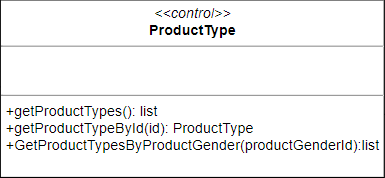 <<control>>
ProductType
+getProductTypes(): list
+getProductTypeById(id): ProductType
+GetProductTypesByProductGender(productGenderId):list